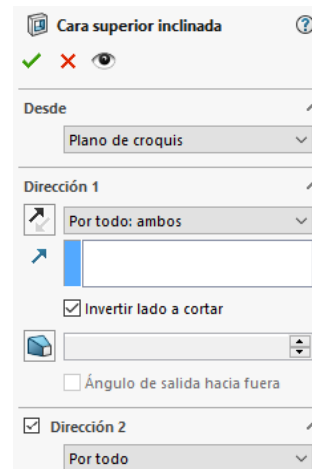 Cara superior inclinada
Desde
Plano de croquis
Dirección 1
Por todo: ambos
Invertir lado a cortar
Ángulo de salida hacia fuera
Dirección 2
Por todo